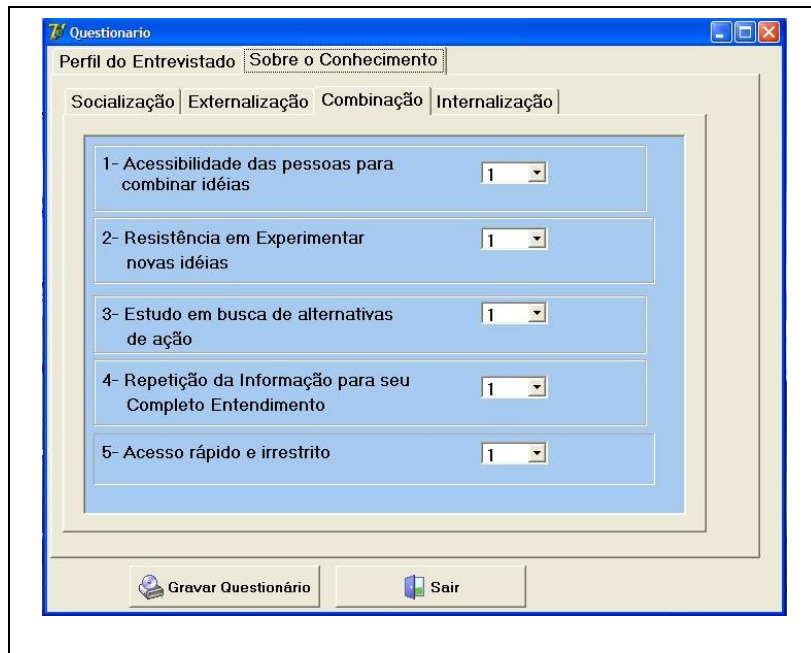 Questionario
Perfil do Entrevistado Sobre o Conhecimento
Socialização Externalização Combinação Internalização
1- Acessibilidade das pessoas para
combinar idéias
1
2- Resistência em Experimentar
novas idéias
1
3- Estudo em busca de alternativas
de ação
1
4- Repetição da Informação para seu
Completo Entendimento
1
5- Acesso rápido e irrestrito
1
Gravar Questionário Sair